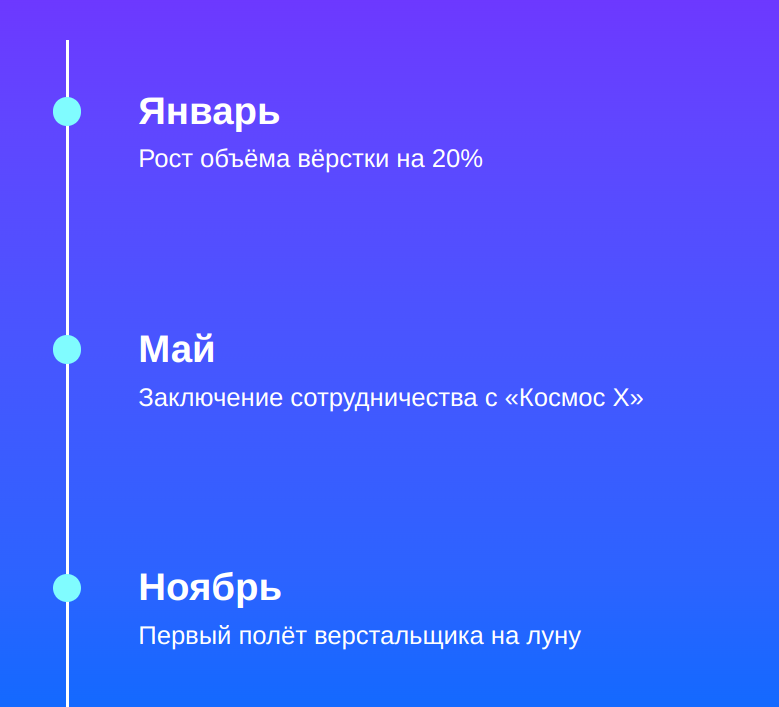 Январь
Рост объёма вёрстки на 20%
Май
Заключение сотрудничества с «Космос X»
Ноябрь
Первый полёт верстальщика на луну